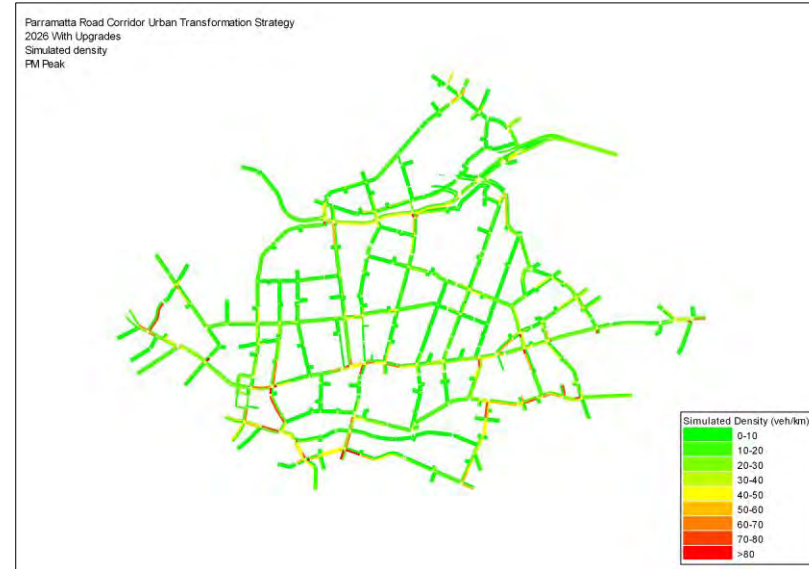 Parramatta Road Corridor Urban Transformation Strategy
2026 With Upgrades
Simulated density
PM Peak
Simulated Density (veh/km)
0-10
10-20
20-30
30-40
40-50
50-60
60-70
70-80
>80